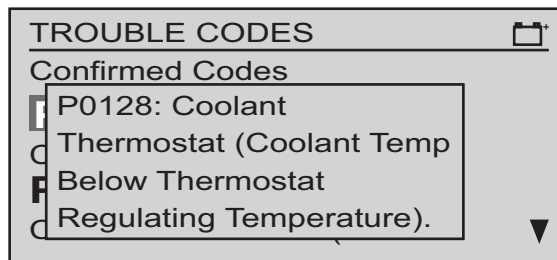 TROUBLE CODES
Confirmed Codes
P0128: Coolant
Thermostat (Coolant Temp
Below Thermostat
Regulating Temperature).